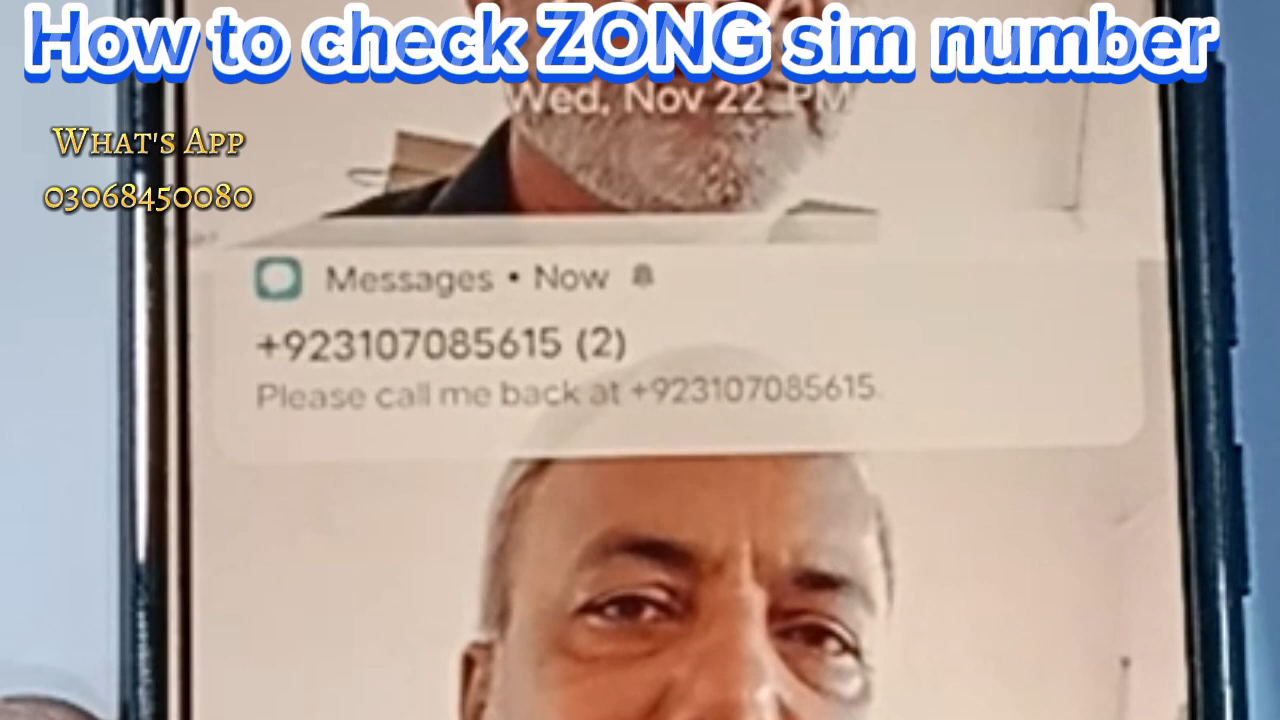 How to check ZONG sim number
Wed, Nov 22 PM
What's App
03068450080
Messages • Now
+923107085615 (2)
Please call me back at +923107085615.